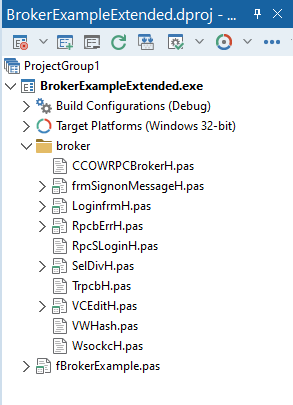 BrokerExampleExtended.dproj - ...
ProjectGroup1
BrokerExampleExtended.exe
Build Configurations (Debug)
Target Platforms (Windows 32-bit)
broker
CCOWRPCBrokerH.pas
frmSignonMessageH.pas
LoginfrmH.pas
RpcbErrH.pas
RpcSLoginH.pas
SelDivH.pas
TrpcbH.pas
VCEditH.pas
VWHash.pas
WsockcH.pas
fBrokerExample.pas